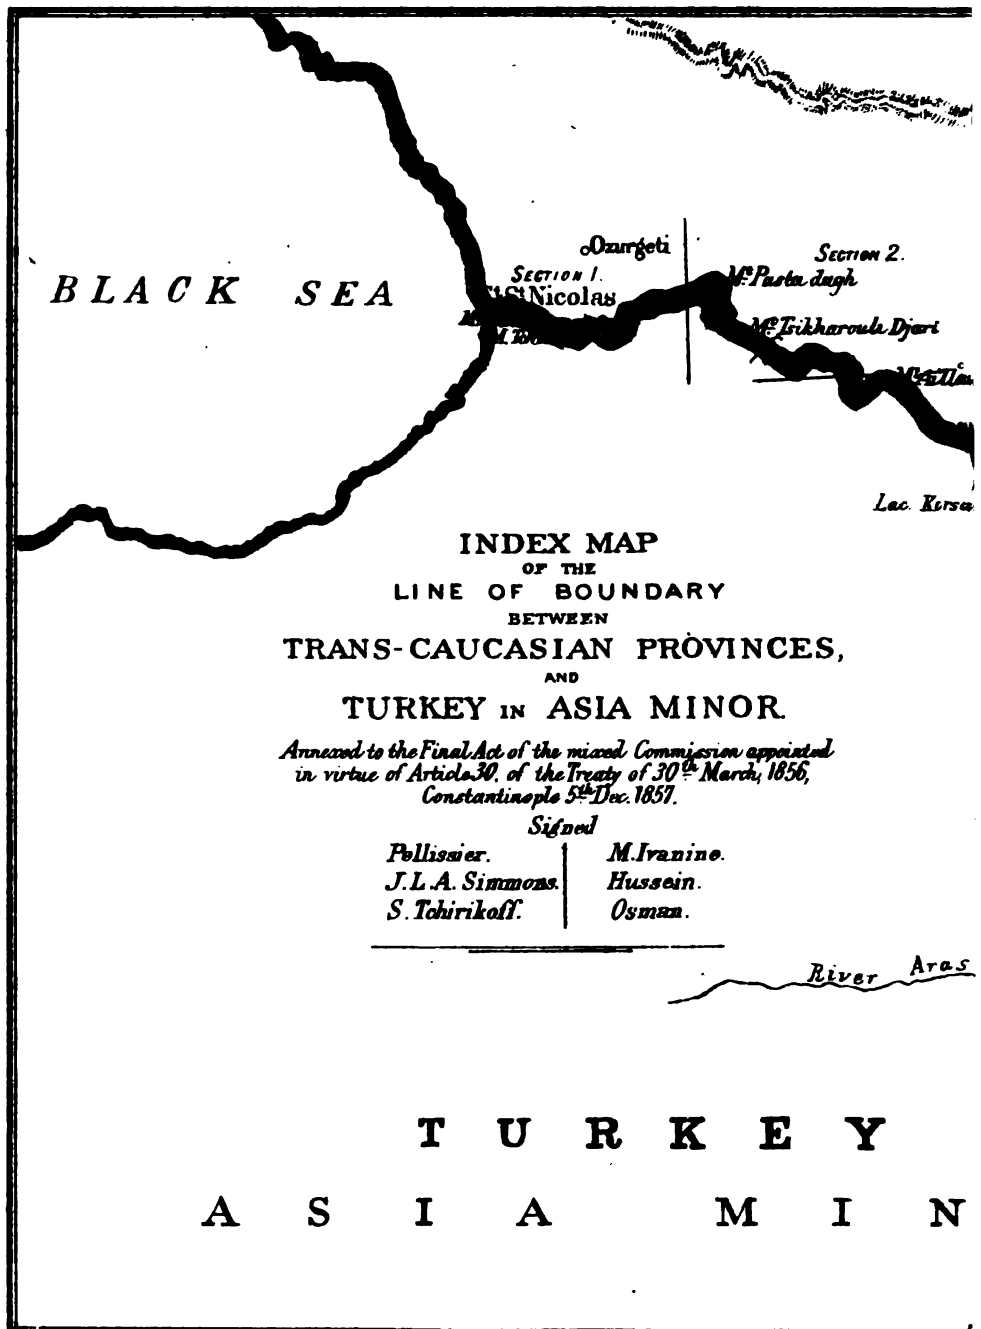 BLACK SEA
Ozurgeti
SECTION 1.
St. Nicolas
SECTION 2.
Mt. Pasta dagh
Mt. Tsikharoula Djari
Lac. Kirsa
INDEX MAP
OF THE
LINE OF BOUNDARY
BETWEEN
TRANS-CAUCASIAN PROVINCES,
AND
TURKEY IN ASIA MINOR.
Annexed to the Final Act of the mixed Commission appointed
in virtue of Article 30. of the Treaty of 30th March, 1856,
Constantinople 5th Dec. 1857.
Signed
Pellissier.
J.L.A. Simmons.
S. Tchirikoff.
M. Ivanine.
Hussein.
Osman.
River Aras
TURKEY
ASIA MIN